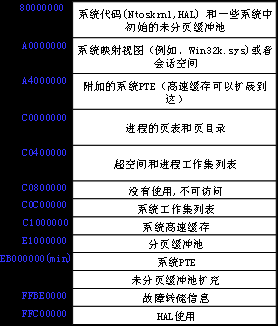 80000000
系统代码(Ntoskrnl,HAL) 和一些系统中
初始的未分页缓冲池
A0000000
系统映射视图（例如. Win32k.sys)或者
会话空间
A4000000
附加的系统PTE（高速缓存可以扩展到
这）
C0000000
进程的页表和页目录
C0400000
超空间和进程工作集列表
C0800000
没有使用,不可访问
C0C00000
系统工作集列表
C1000000
系统高速缓存
E1000000
分页缓冲池
EB000000(min)
系统PTE
未分页缓冲池扩充
FFBE0000
故障转储信息
FFC00000
HAL使用